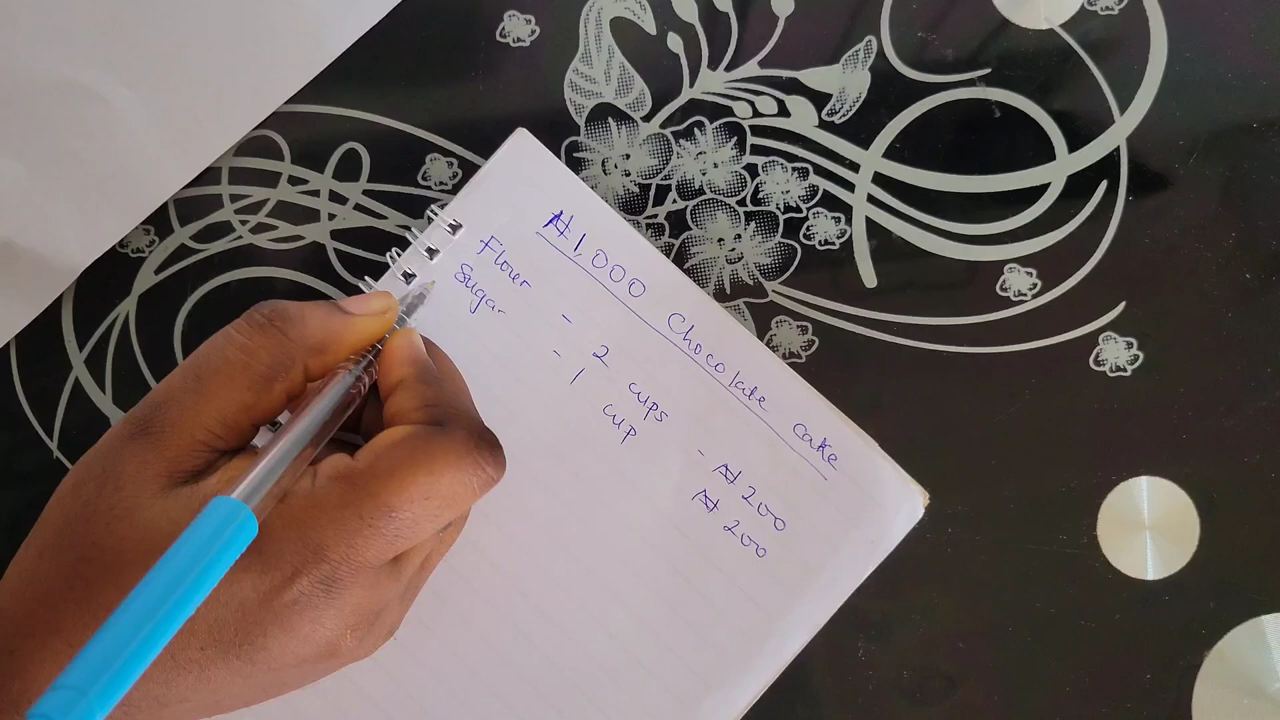 ₦1,000 Chocolate cake
Flour - 2 cups - ₦200
Sugar - 1 cup ₦200